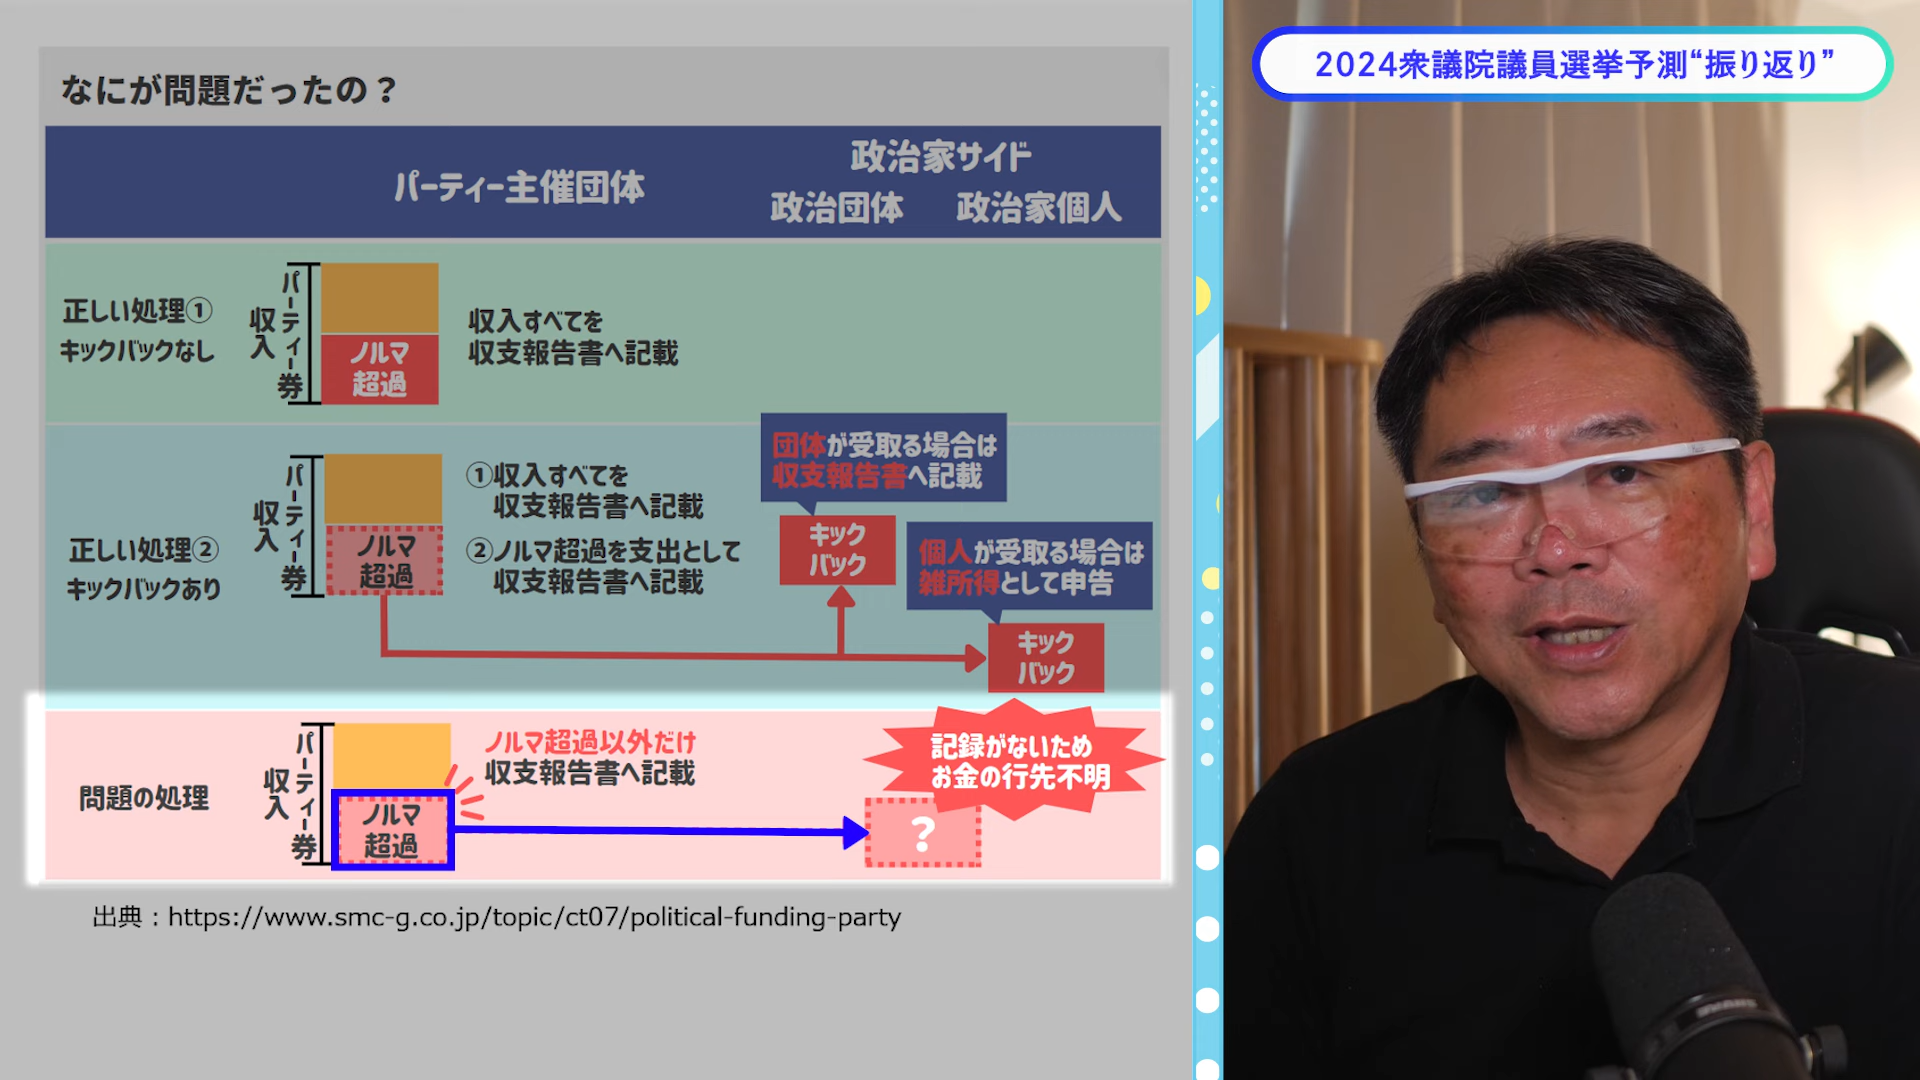 なにが問題だったの？
パーティー主催団体
政治家サイド
政治団体
政治家個人
正しい処理①
キックバックなし
パーティー券
収入
ノルマ
超過
収入すべてを
収支報告書へ記載
正しい処理②
キックバックあり
パーティー券
収入
ノルマ
超過
①収入すべてを
収支報告書へ記載
②ノルマ超過を支出として
収支報告書へ記載
団体が受取る場合は
収支報告書へ記載
キック
バック
個人が受取る場合は
雑所得として申告
キック
バック
問題の処理
パーティー券
収入
ノルマ
超過
ノルマ超過以外だけ
収支報告書へ記載
記録がないため
お金の行先不明
?
出典：https://www.smc-g.co.jp/topic/ct07/political-funding-party
2024衆議院議員選挙予測“振り返り”